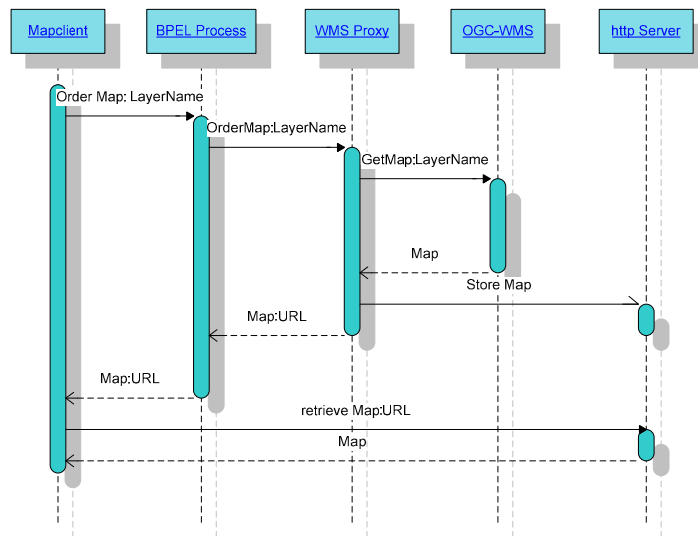 Mapclient
BPEL Process
WMS Proxy
OGC-WMS
http Server
Order Map: LayerName
OrderMap:LayerName
GetMap:LayerName
Map
Store Map
Map:URL
Map:URL
retrieve Map:URL
Map